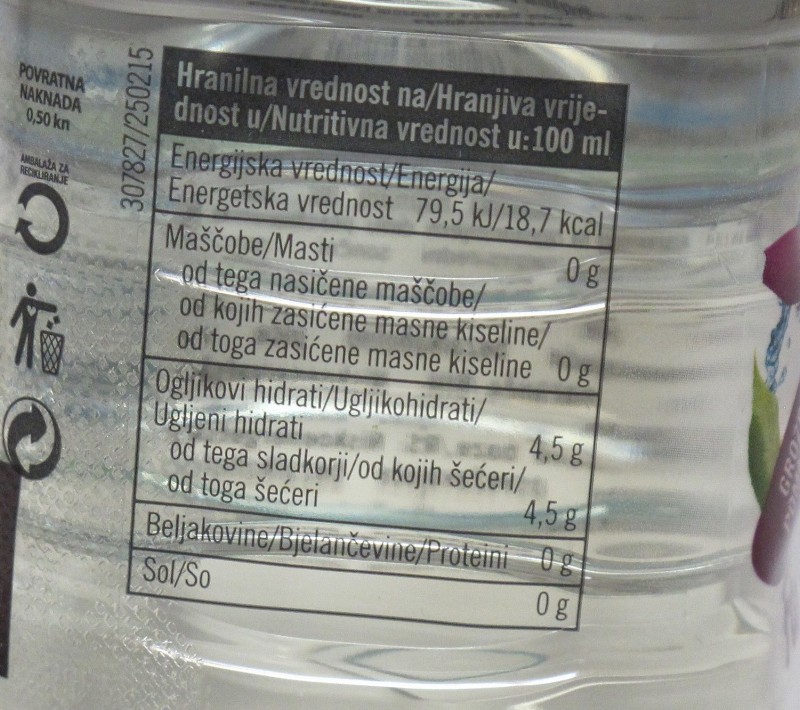 POVRATNA
NAKNADA
0,50 kn
AMBALAŽA ZA
RECIKLIRANJE
307827/250215
Hranilna vrednost na/Hranjiva vrije-
dnost u/Nutritivna vrednost u:100 ml
Energijska vrednost/Energija/
Energetska vrednost 79,5 kJ/18,7 kcal
Maščobe/Masti 0 g
od tega nasičene maščobe/
od kojih zasićene masne kiseline/
od toga zasićene masne kiseline 0 g
Ogljikovi hidrati/Ugljikohidrati/
Ugljeni hidrati 4,5 g
od tega sladkorji/od kojih šećeri/
od toga šećeri 4,5 g
Beljakovine/Bjelančevine/Proteini 0 g
Sol/So 0 g